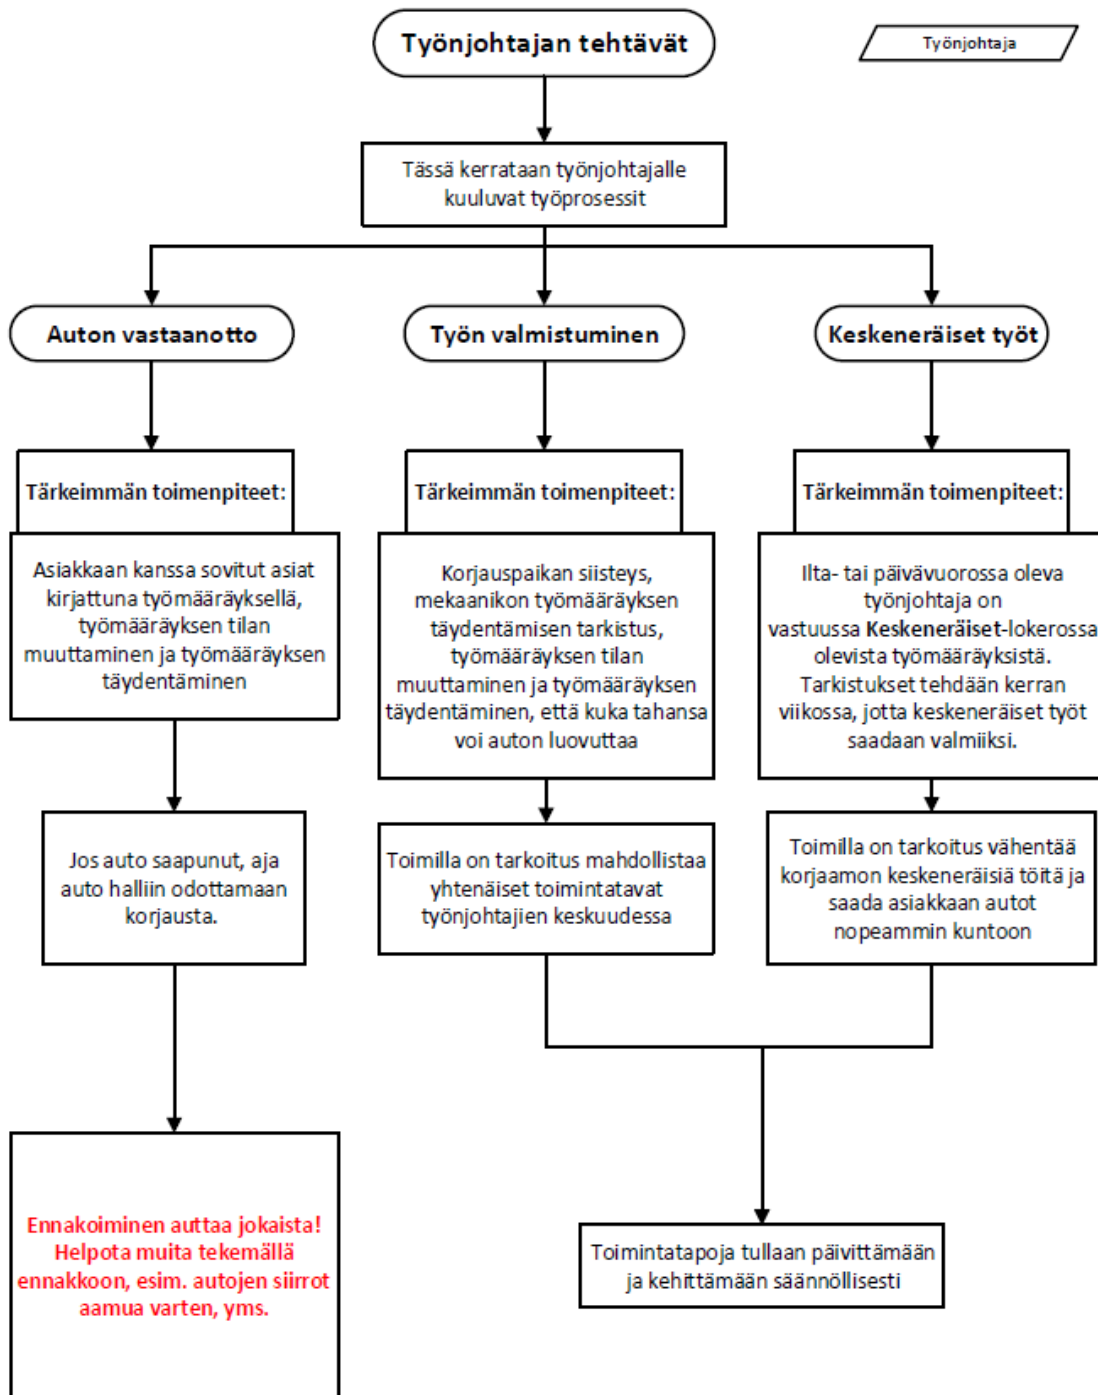 Työnjohtajan tehtävät
Työnjohtaja
Tässä kerrataan työnjohtajalle
kuuluvat työprosessit
Auton vastaanotto
Työn valmistuminen
Keskeneräiset työt
Tärkeimmän toimenpiteet:
Asiakkaan kanssa sovitut asiat
kirjattuna työmääräyksellä,
työmääräyksen tilan
muuttaminen ja työmääräyksen
täydentäminen
Jos auto saapunut, aja
auto halliin odottamaan
korjausta.
Ennakoiminen auttaa jokaista!
Helpota muita tekemällä
ennakkoon, esim. autojen siirrot
aamua varten, yms.
Tärkeimmän toimenpiteet:
Korjauspaikan siisteys,
mekaanikon työmääräyksen
täydentämisen tarkistus,
työmääräyksen tilan
muuttaminen ja työmääräyksen
täydentäminen, että kuka tahansa
voi auton luovuttaa
Toimilla on tarkoitus mahdollistaa
yhtenäiset toimintatavat
työnjohtajien keskuudessa
Tärkeimmän toimenpiteet:
Ilta- tai päivävuorossa oleva
työnjohtaja on
vastuussa Keskeneräiset-lokerossa
olevista työmääräyksistä.
Tarkistukset tehdään kerran
viikossa, jotta keskeneräiset työt
saadaan valmiiksi.
Toimilla on tarkoitus vähentää
korjaamon keskeneräisiä töitä ja
saada asiakkaan autot
nopeammin kuntoon
Toimintatapoja tullaan päivittämään
ja kehittämään säännöllisesti